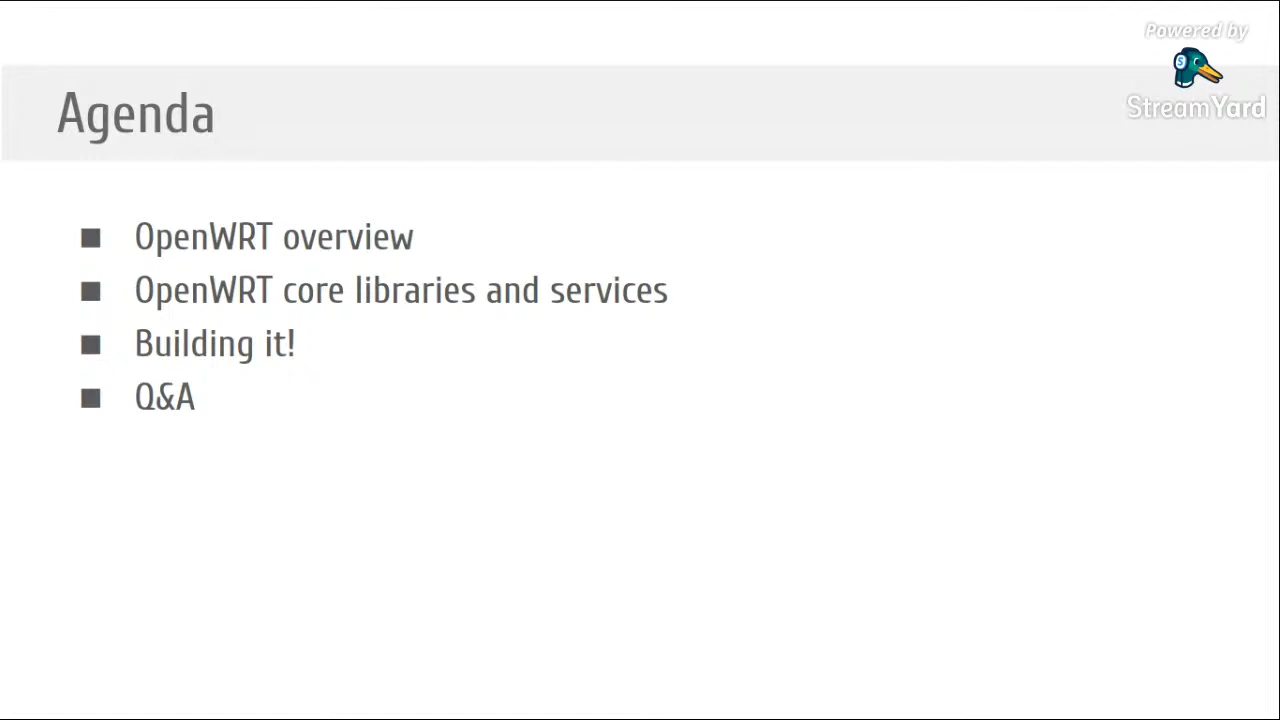 Powered by
StreamYard
Agenda
■ OpenWRT overview
■ OpenWRT core libraries and services
■ Building it!
■ Q&A